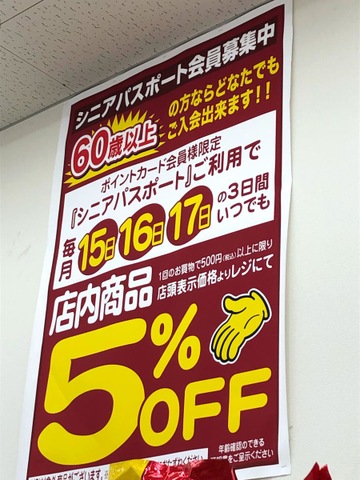 シニアパスポート会員募集中
60歳以上の方ならどなたでも
ご入会出来ます!!
ポイントカード会員様限定
『シニアパスポート』ご利用で
毎月15日16日17日の3日間
いつでも
店内商品
1回のお買物で500円(税込)以上に限り
店頭表示価格よりレジにて
5%OFF
年齢確認のできる
をご呈示ください